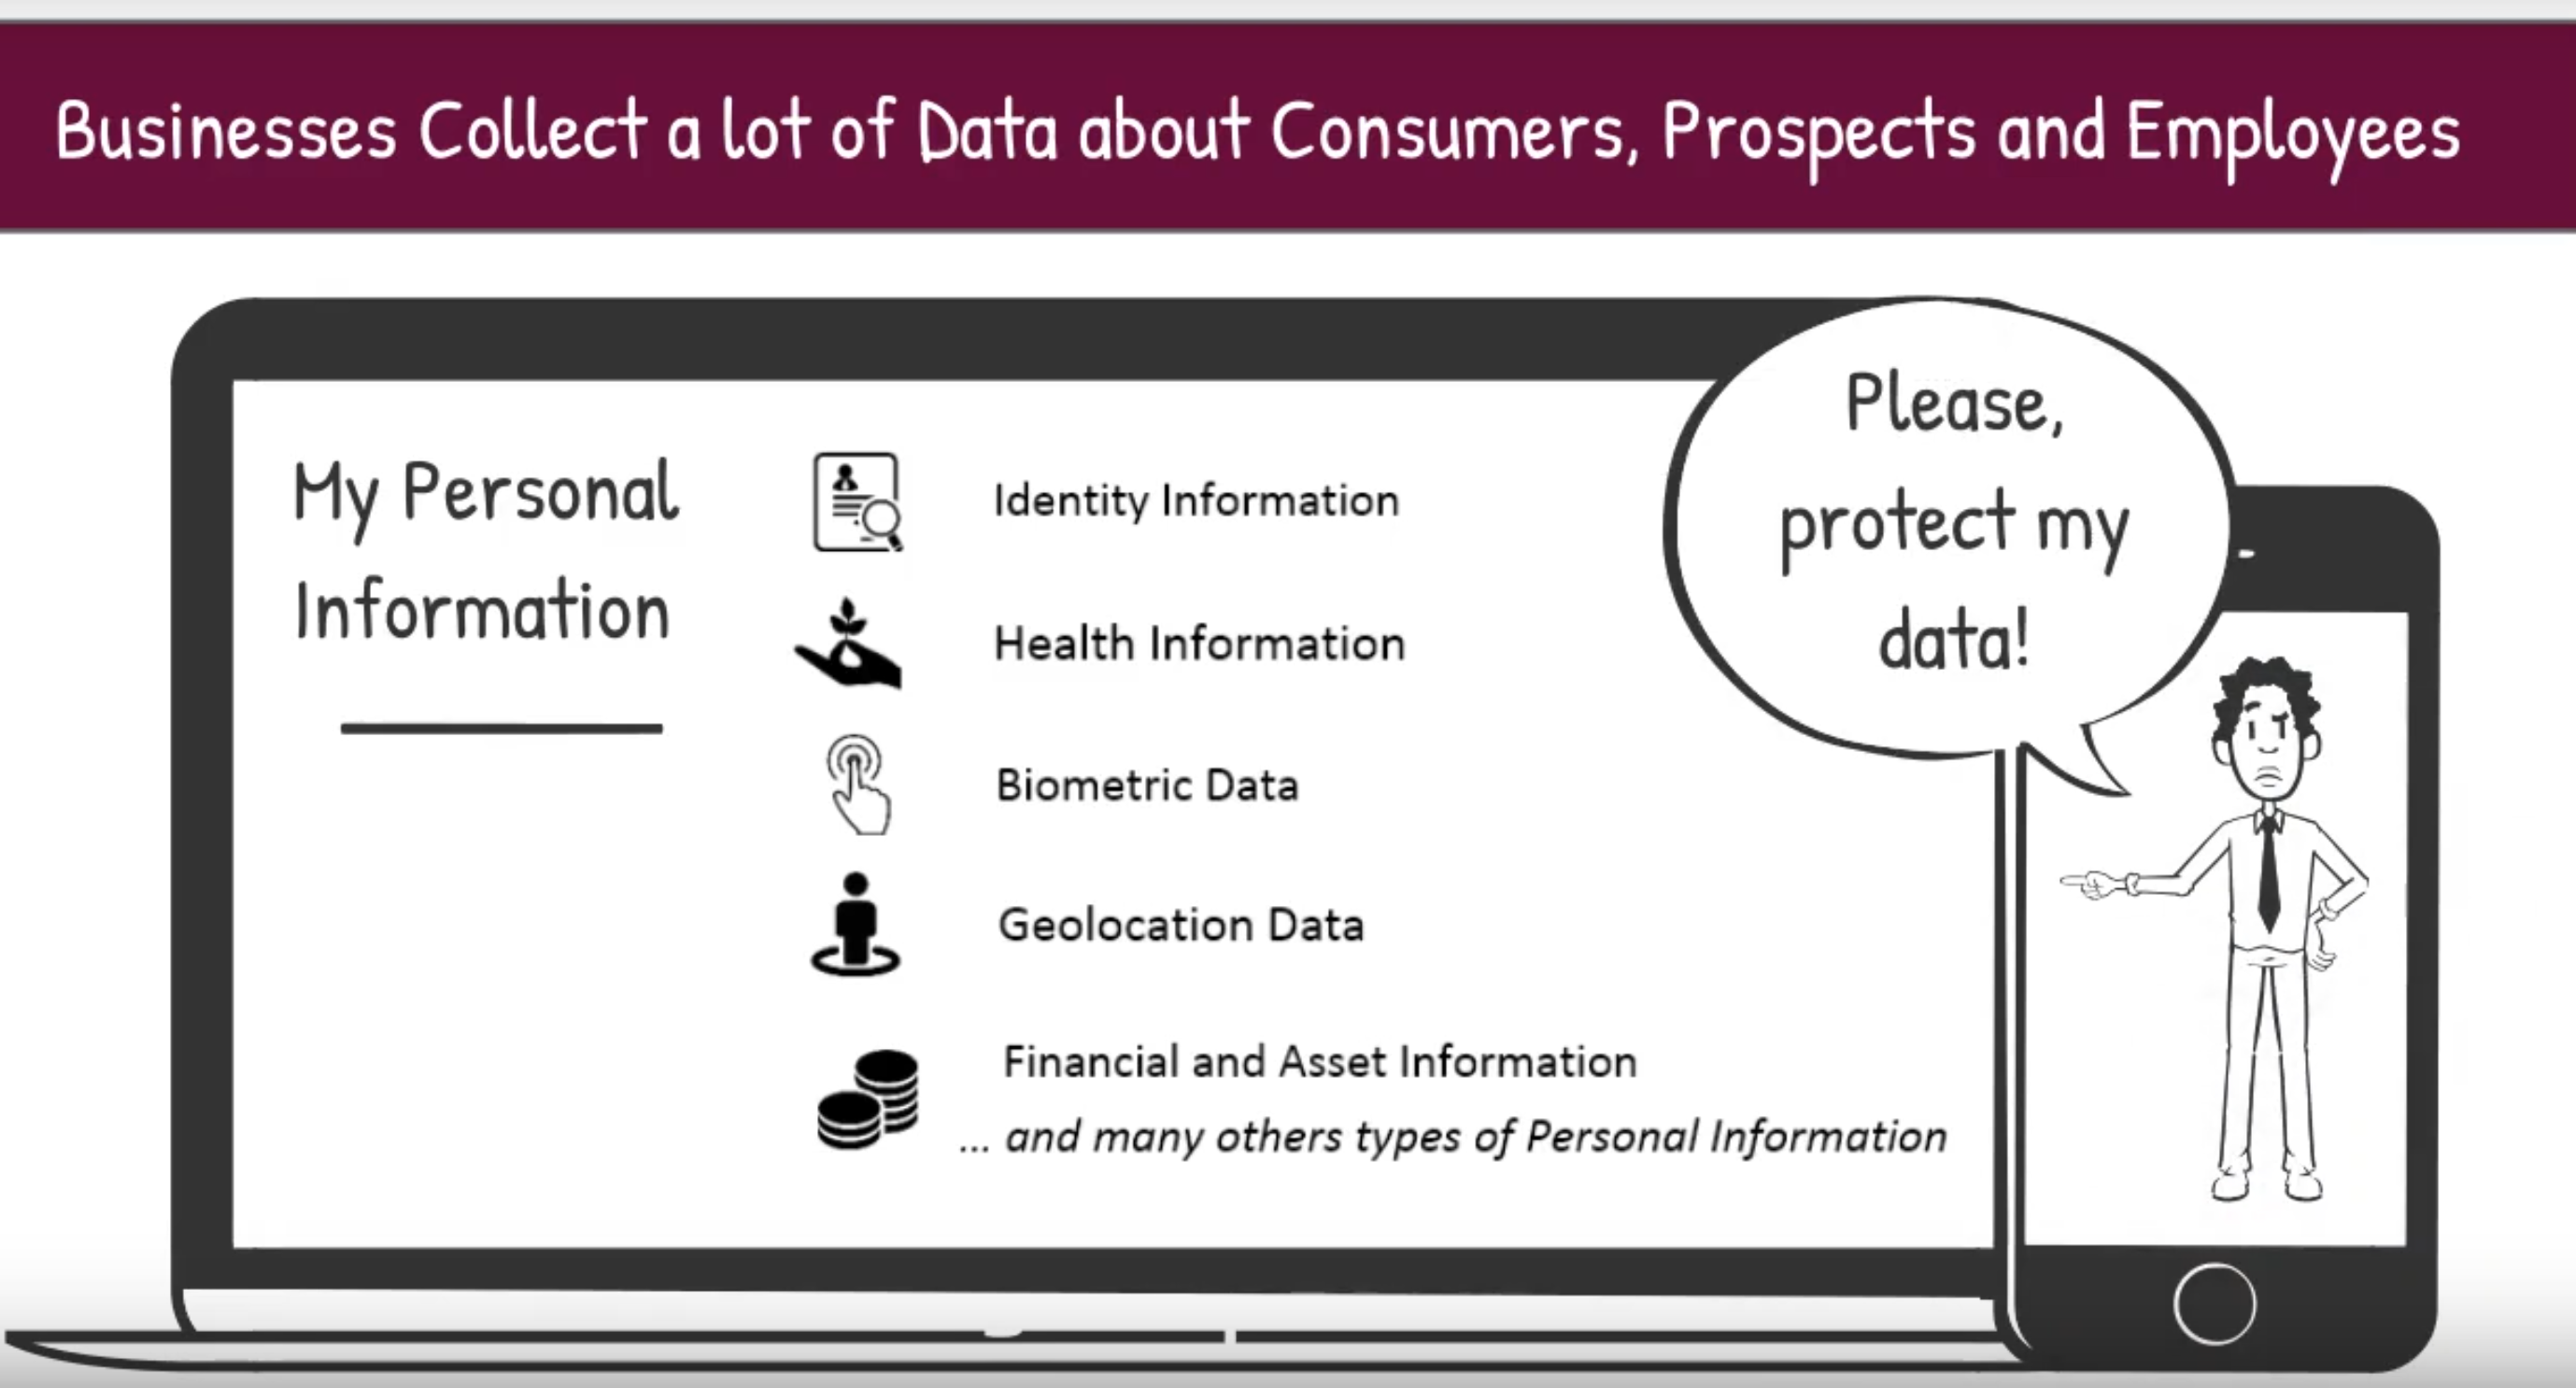 Businesses Collect a lot of Data about Consumers, Prospects and Employees
My Personal
Information
Identity Information
Health Information
Biometric Data
Geolocation Data
Financial and Asset Information
... and many others types of Personal Information
Please,
protect my
data!